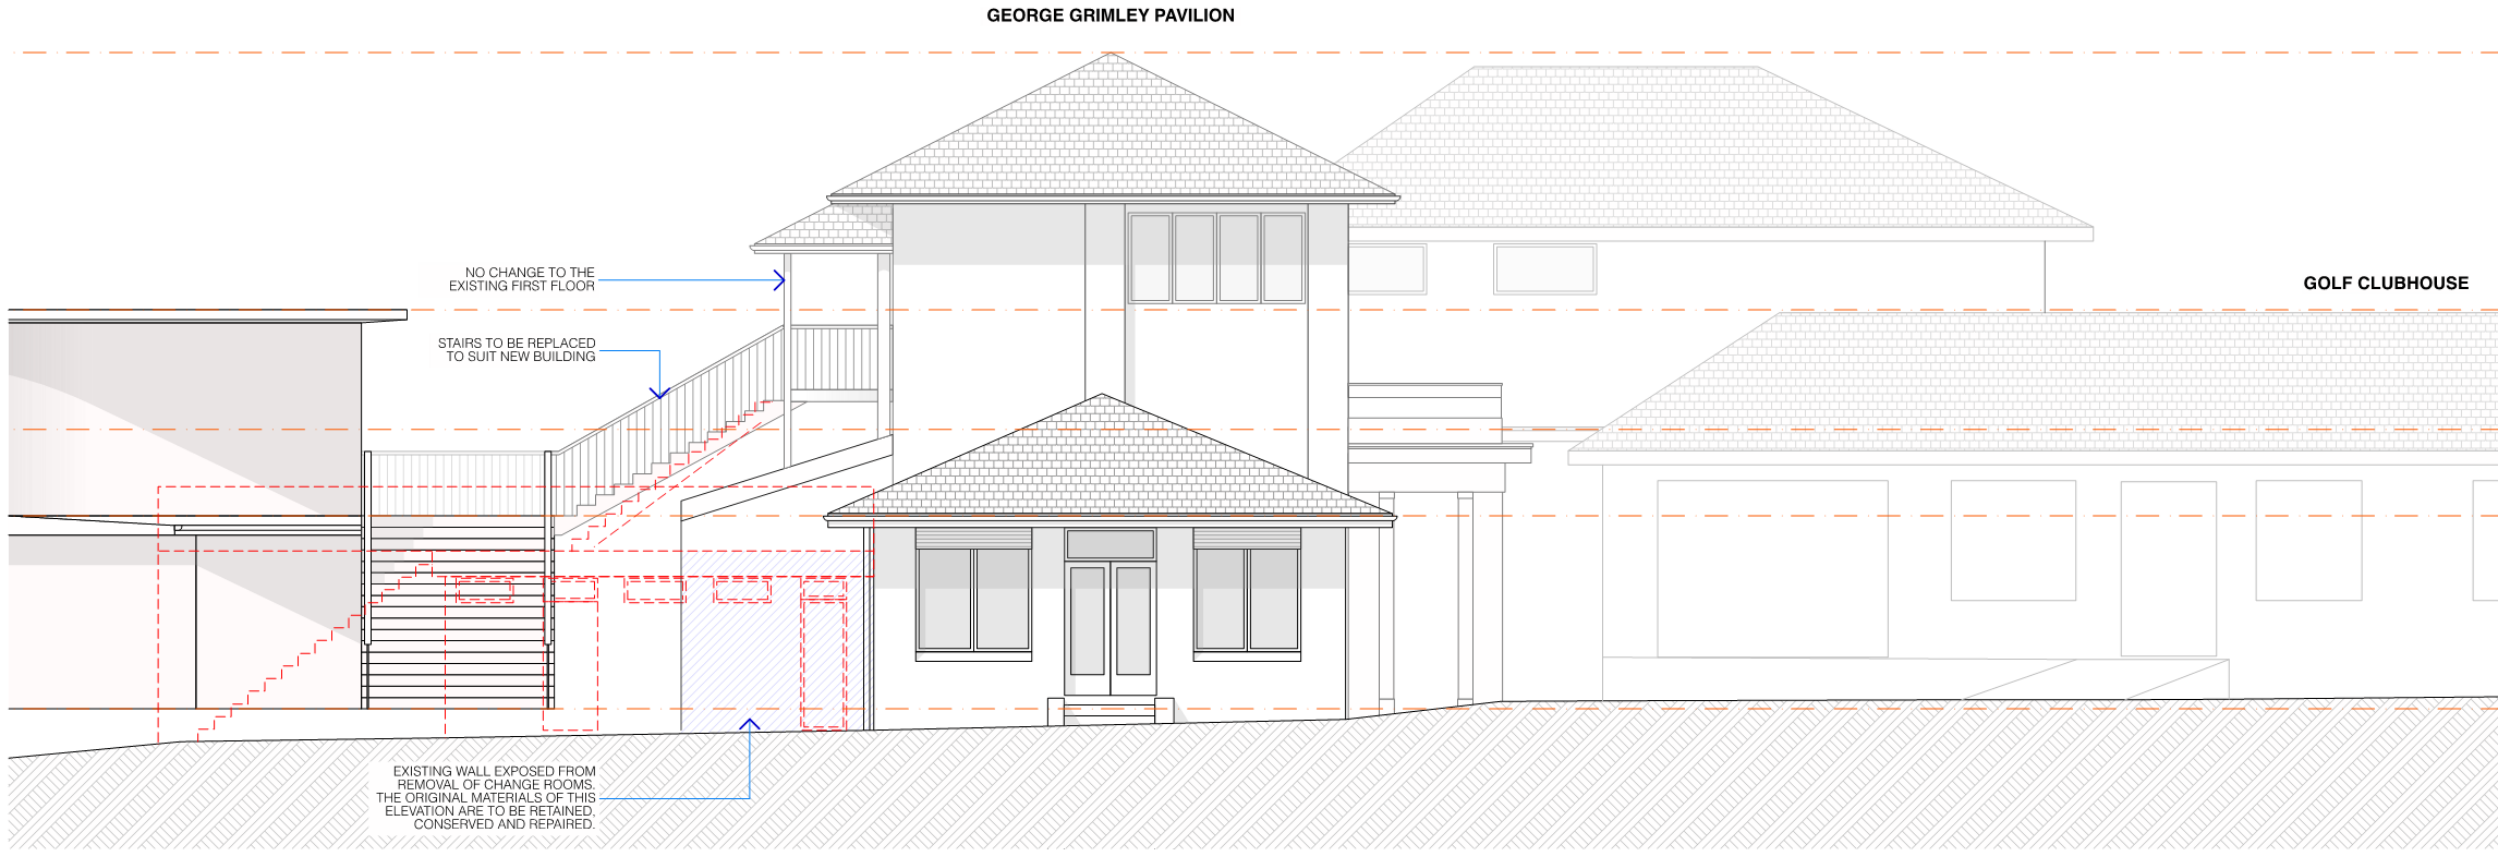 GEORGE GRIMLEY PAVILION
NO CHANGE TO THE
EXISTING FIRST FLOOR
GOLF CLUBHOUSE
STAIRS TO BE REPLACED
TO SUIT NEW BUILDING
EXISTING WALL EXPOSED FROM
REMOVAL OF CHANGE ROOMS.
THE ORIGINAL MATERIALS OF THIS
ELEVATION ARE TO BE RETAINED,
CONSERVED AND REPAIRED.